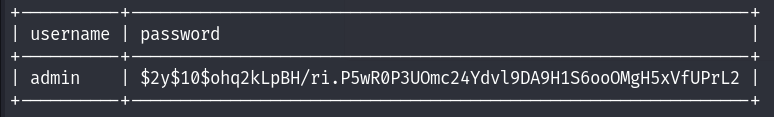 +----------+--------------------------------------------------------------+
| username | password                                                     |
+----------+--------------------------------------------------------------+
| admin    | $2y$10$ohq2kLpBH/ri.P5wR0P3UOmc24Ydvl9DA9H1S6ooOMgH5xVfUPrL2 |
+----------+--------------------------------------------------------------+